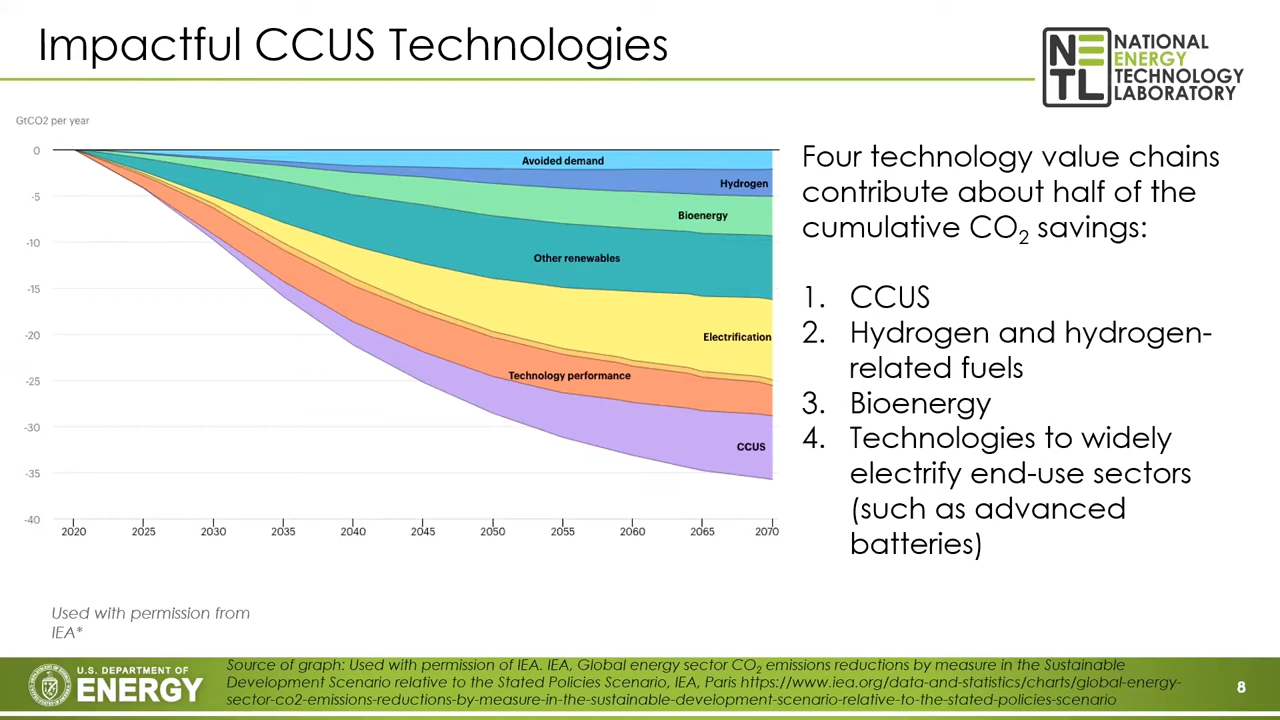 Impactful CCUS Technologies
NETL
NATIONAL
ENERGY
TECHNOLOGY
LABORATORY
GtCO2 per year
0
-5
-10
-15
-20
-25
-30
-35
-40
Avoided demand
Hydrogen
Bioenergy
Other renewables
Electrification
Technology performance
CCUS
2020 2025 2030 2035 2040 2045 2050 2055 2060 2065 2070
Four technology value chains
contribute about half of the
cumulative CO2 savings:
1. CCUS
2. Hydrogen and hydrogen-
related fuels
3. Bioenergy
4. Technologies to widely
electrify end-use sectors
(such as advanced
batteries)
Used with permission from
IEA*
U.S. DEPARTMENT OF
ENERGY
Source of graph: Used with permission of IEA. IEA, Global energy sector CO2 emissions reductions by measure in the Sustainable
Development Scenario relative to the Stated Policies Scenario, IEA, Paris https://www.iea.org/data-and-statistics/charts/global-energy-
sector-co2-emissions-reductions-by-measure-in-the-sustainable-development-scenario-relative-to-the-stated-policies-scenario
8